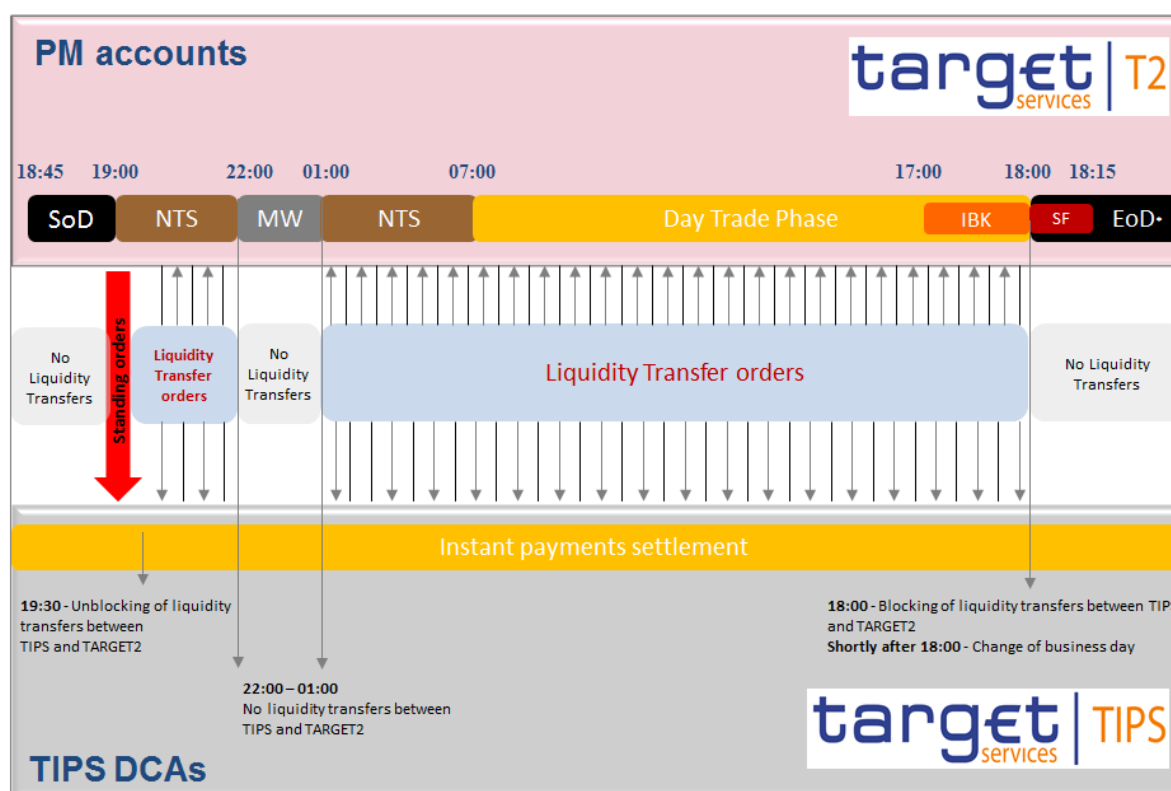 PM accounts
target
services
T2
18:45 19:00 22:00 01:00 07:00 17:00 18:00 18:15
SoD NTS MW NTS Day Trade Phase IBK SF EoD•
Standing orders
No
Liquidity
Transfers
Liquidity
Transfer
orders
No
Liquidity
Transfers
Liquidity Transfer orders
No Liquidity
Transfers
Instant payments settlement
19:30 - Unblocking of liquidity
transfers between
TIPS and TARGET2
18:00 - Blocking of liquidity transfers between TIP
and TARGET2
Shortly after 18:00 - Change of business day
22:00 – 01:00
No liquidity transfers between
TIPS and TARGET2
target
services
TIPS
TIPS DCAs